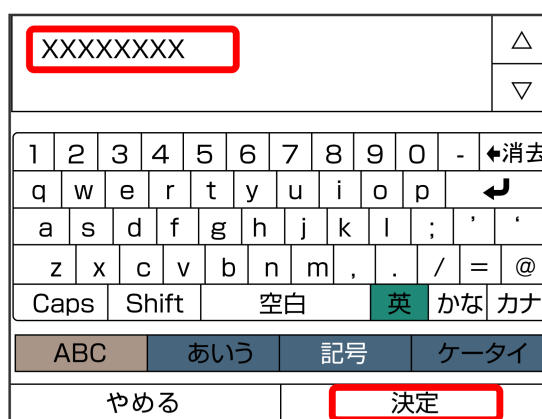 XXXXXXXX
△
▽
1 2 3 4 5 6 7 8 9 0 - 消去
q w e r t y u i o p
a s d f g h j k l ; ’ ‘
z x c v b n m , . / = @
Caps Shift 空白 英 かな カナ
ABC あいう 記号 ケータイ
やめる 決定